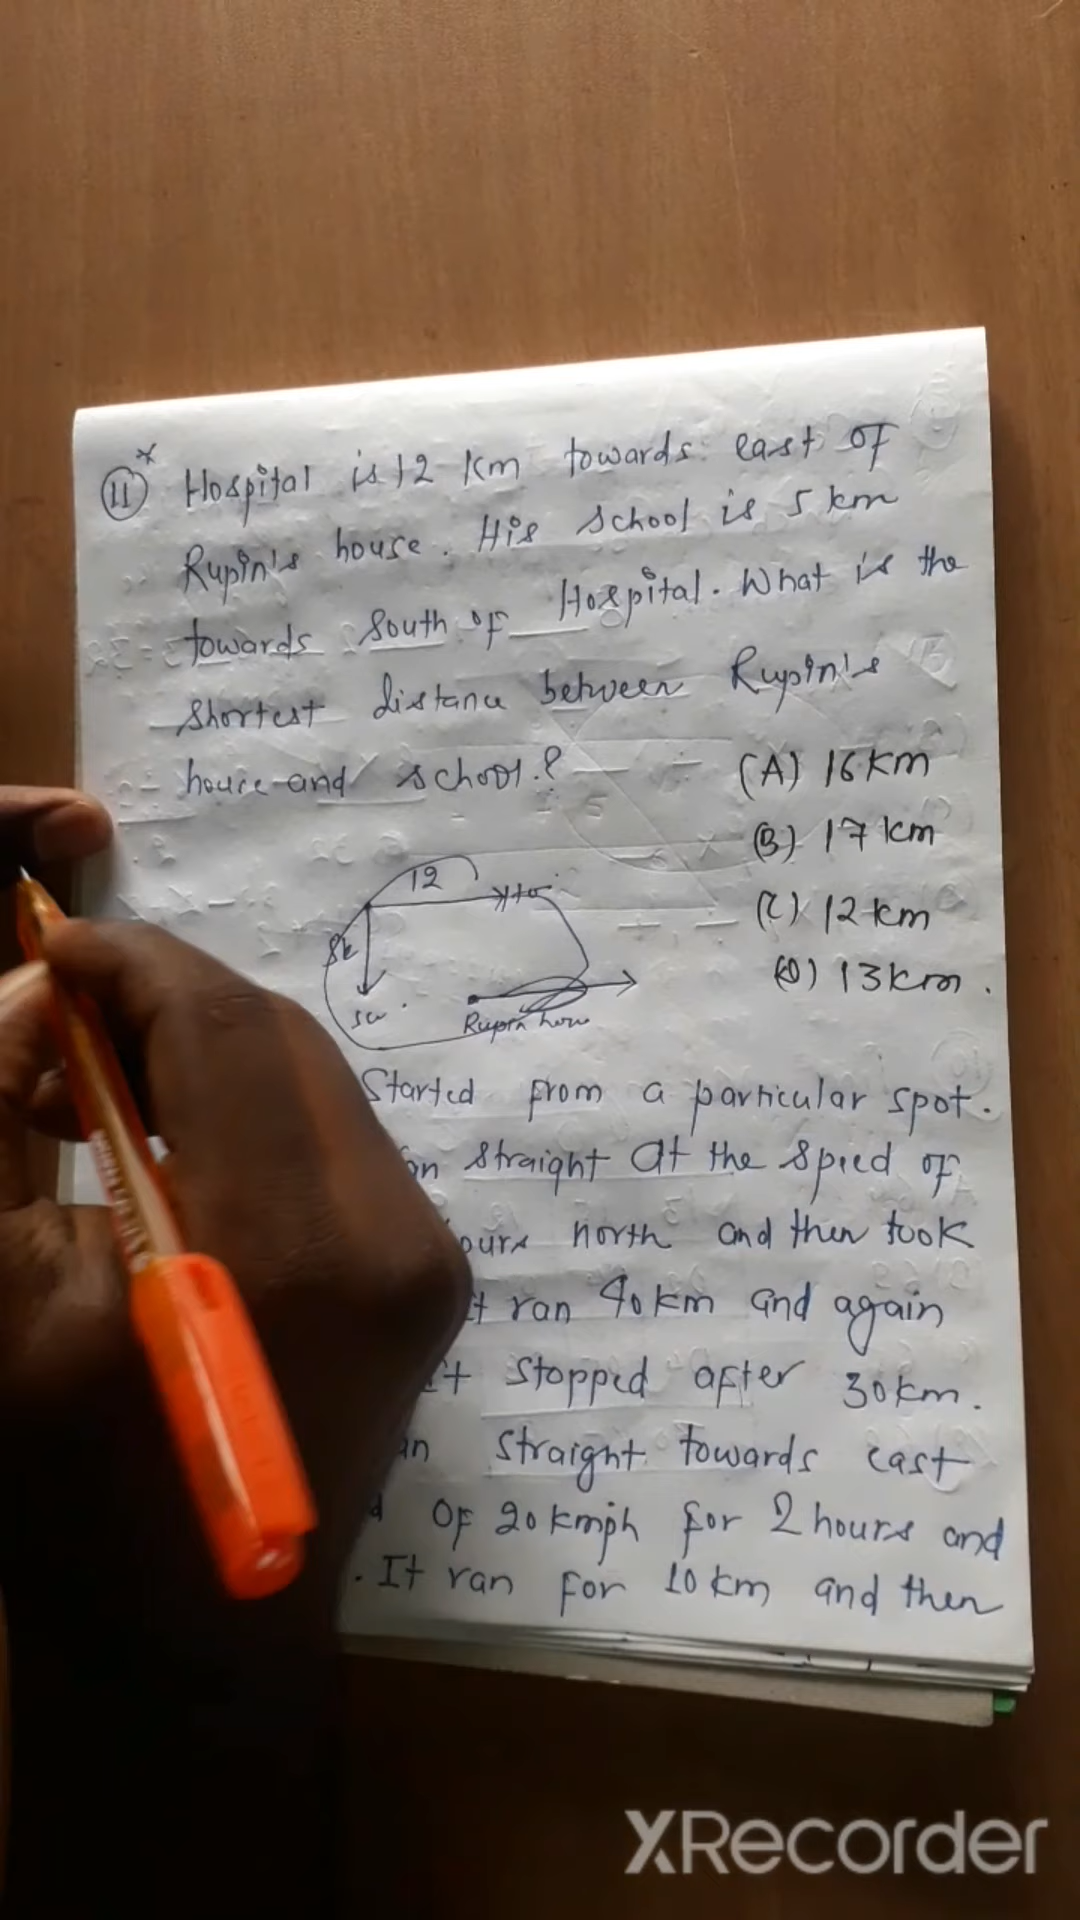 11 * Hospital is 12 Km towards east of
Rupin's house. His school is 5 km
towards south of Hospital. What is the
shortest distance between Rupin's
house and school.?
(A) 16 km
(B) 17 km
(C) 12 km
(D) 13 km.
12
5k
Rupin how
Started from a particular spot.
straight at the speed of
north and then took
ran 40 km and again
it stopped after 30 km.
straight towards east
of 20 kmph for 2 hours and
. It ran for 10 km and then
XRecorder